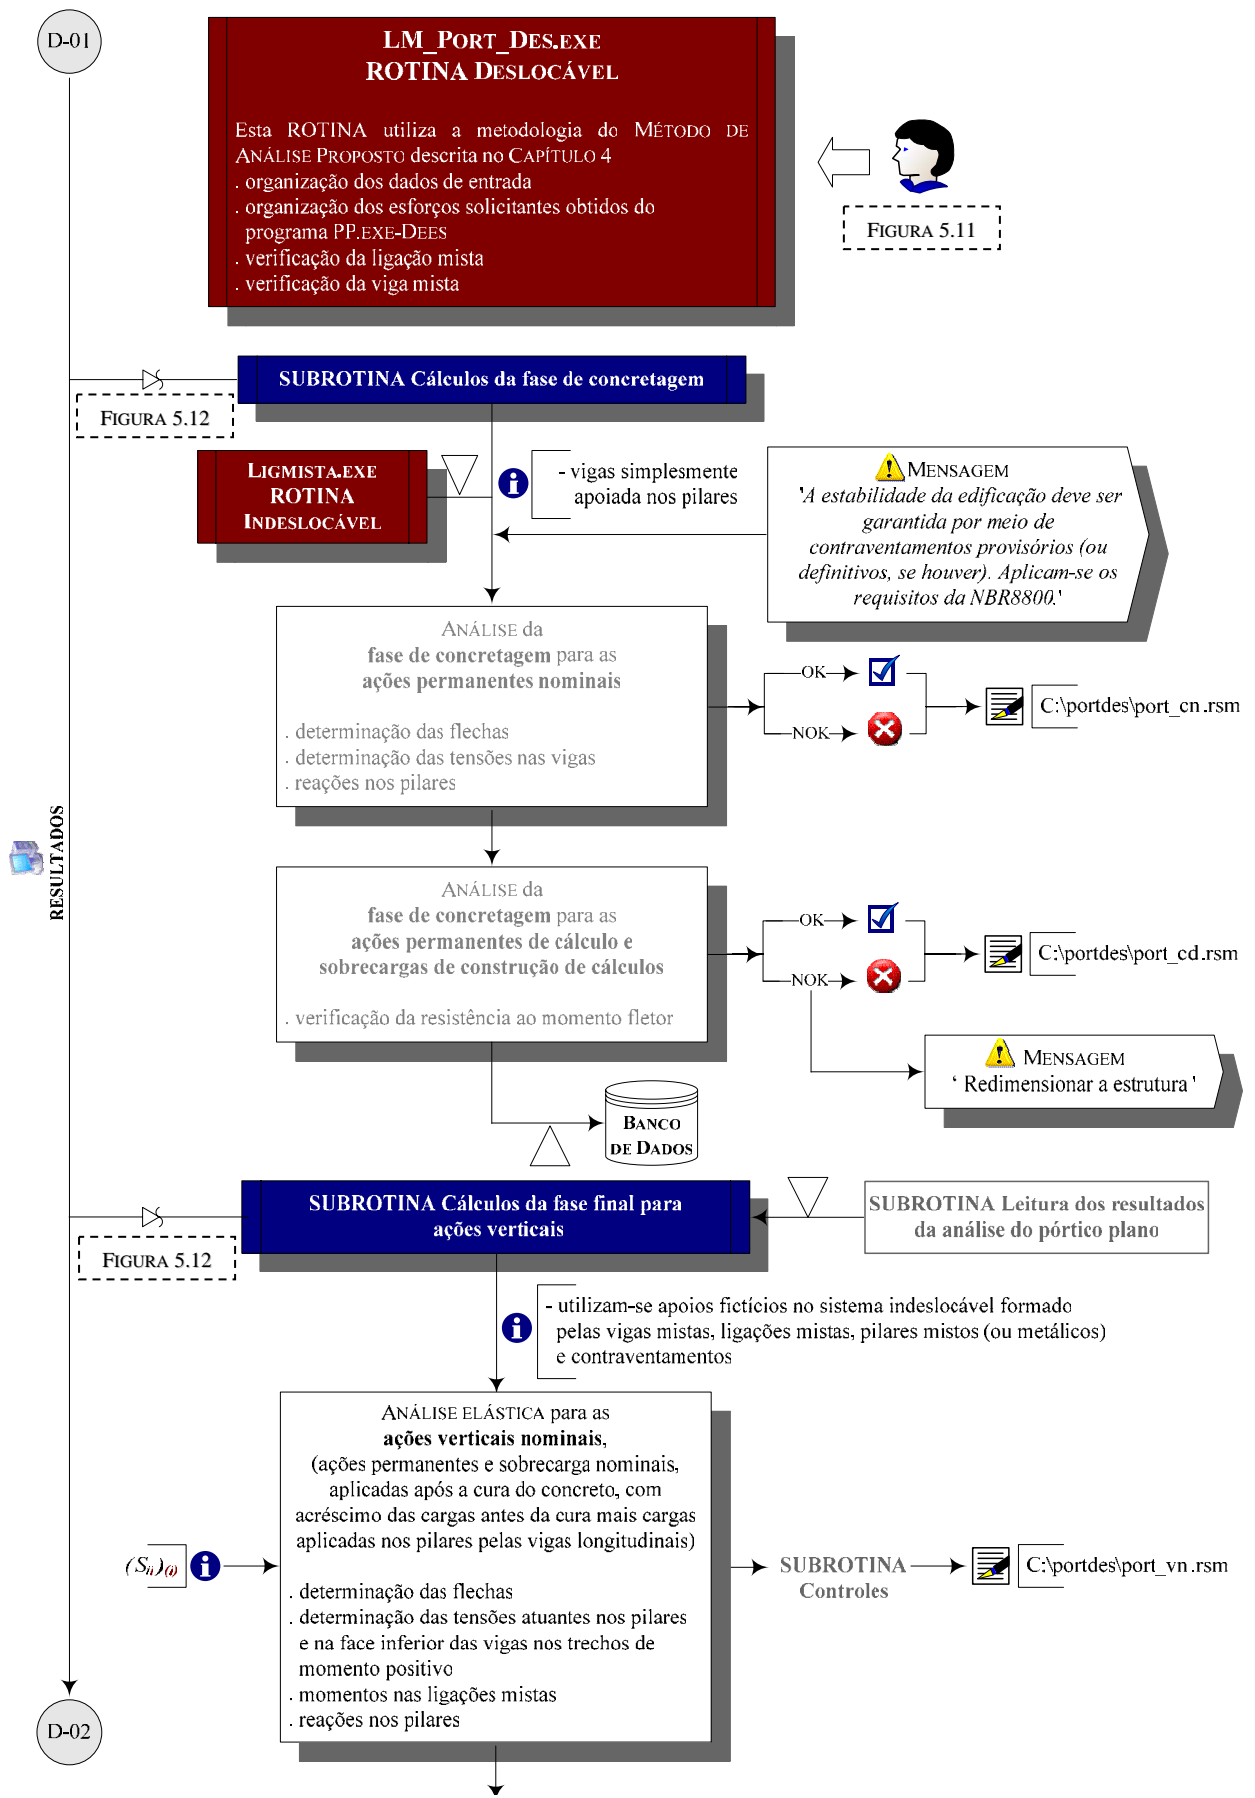 D-01
LM_PORT_DES.EXE
ROTINA DESLOCÁVEL
Esta ROTINA utiliza a metodologia do MÉTODO DE
ANÁLISE PROPOSTO descrita no CAPÍTULO 4
. organização dos dados de entrada
. organização dos esforços solicitantes obtidos do
programa PP.EXE-DEES
. verificação da ligação mista
. verificação da viga mista
FIGURA 5.11
SUBROTINA Cálculos da fase de concretagem
FIGURA 5.12
LIGMISTA.EXE
ROTINA
INDESLOCÁVEL
- vigas simplesmente
apoiada nos pilares
MENSAGEM
'A estabilidade da edificação deve ser
garantida por meio de
contraventamentos provisórios (ou
definitivos, se houver). Aplicam-se os
requisitos da NBR8800.'
ANÁLISE da
fase de concretagem para as
ações permanentes nominais
. determinação das flechas
. determinação das tensões nas vigas
. reações nos pilares
OK
NOK
C:\portdes\port_cn.rsm
RESULTADOS
ANÁLISE da
fase de concretagem para as
ações permanentes de cálculo e
sobrecargas de construção de cálculos
. verificação da resistência ao momento fletor
OK
NOK
C:\portdes\port_cd.rsm
MENSAGEM
' Redimensionar a estrutura '
BANCO
DE DADOS
SUBROTINA Cálculos da fase final para
ações verticais
SUBROTINA Leitura dos resultados
da análise do pórtico plano
FIGURA 5.12
- utilizam-se apoios fictícios no sistema indeslocável formado
pelas vigas mistas, ligações mistas, pilares mistos (ou metálicos)
e contraventamentos
ANÁLISE ELÁSTICA para as
ações verticais nominais,
(ações permanentes e sobrecarga nominais,
aplicadas após a cura do concreto, com
acréscimo das cargas antes da cura mais cargas
aplicadas nos pilares pelas vigas longitudinais)
. determinação das flechas
. determinação das tensões atuantes nos pilares
e na face inferior das vigas nos trechos de
momento positivo
. momentos nas ligações mistas
. reações nos pilares
(Sii)(i)
SUBROTINA
Controles
C:\portdes\port_vn.rsm
D-02